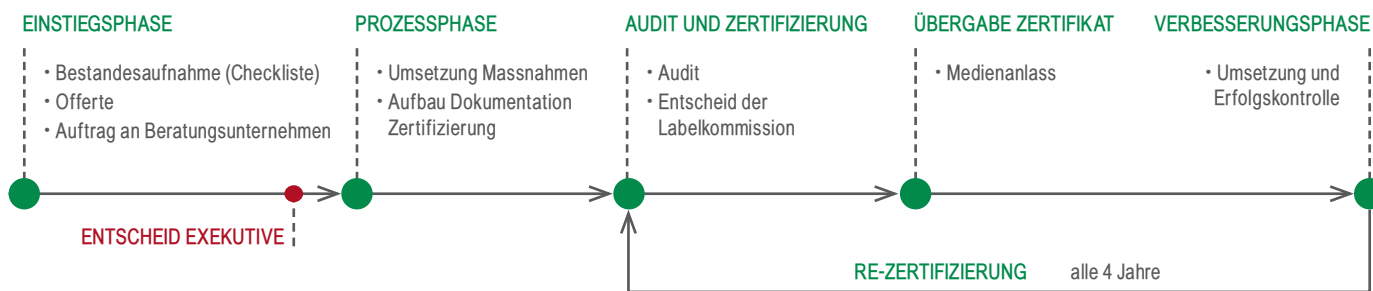 EINSTIEGSPHASE
• Bestandesaufnahme (Checkliste)
• Offerte
• Auftrag an Beratungsunternehmen
PROZESSPHASE
• Umsetzung Massnahmen
• Aufbau Dokumentation
Zertifizierung
AUDIT UND ZERTIFIZIERUNG
• Audit
• Entscheid der
Labelkommission
ÜBERGABE ZERTIFIKAT
• Medienanlass
VERBESSERUNGSPHASE
• Umsetzung und
Erfolgskontrolle
ENTSCHEID EXEKUTIVE
RE-ZERTIFIZIERUNG alle 4 Jahre